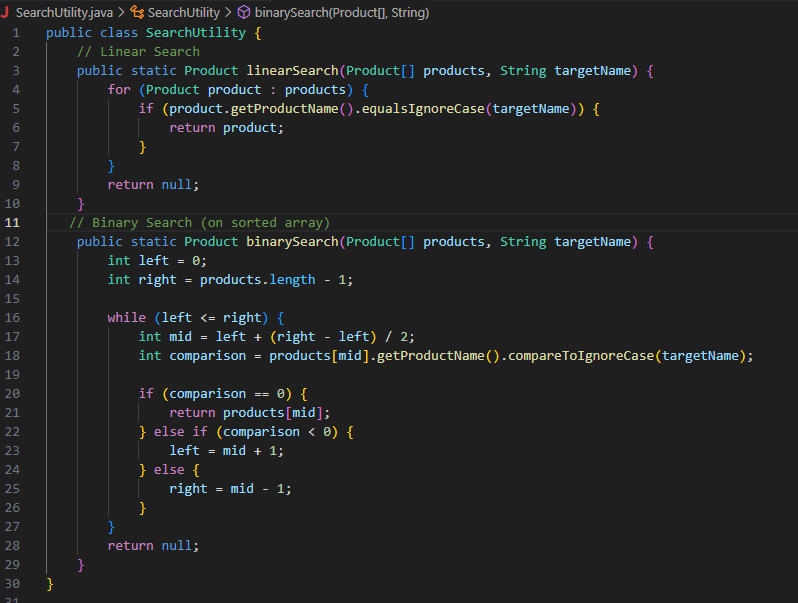 SearchUtility.java > SearchUtility > binarySearch(Product[], String)
1 public class SearchUtility {
2     // Linear Search
3     public static Product linearSearch(Product[] products, String targetName) {
4         for (Product product : products) {
5             if (product.getProductName().equalsIgnoreCase(targetName)) {
6                 return product;
7             }
8         }
9         return null;
10     }
11    // Binary Search (on sorted array)
12     public static Product binarySearch(Product[] products, String targetName) {
13         int left = 0;
14         int right = products.length - 1;
15
16         while (left <= right) {
17             int mid = left + (right - left) / 2;
18             int comparison = products[mid].getProductName().compareToIgnoreCase(targetName);
19
20             if (comparison == 0) {
21                 return products[mid];
22             } else if (comparison < 0) {
23                 left = mid + 1;
24             } else {
25                 right = mid - 1;
26             }
27         }
28         return null;
29     }
30 }
31